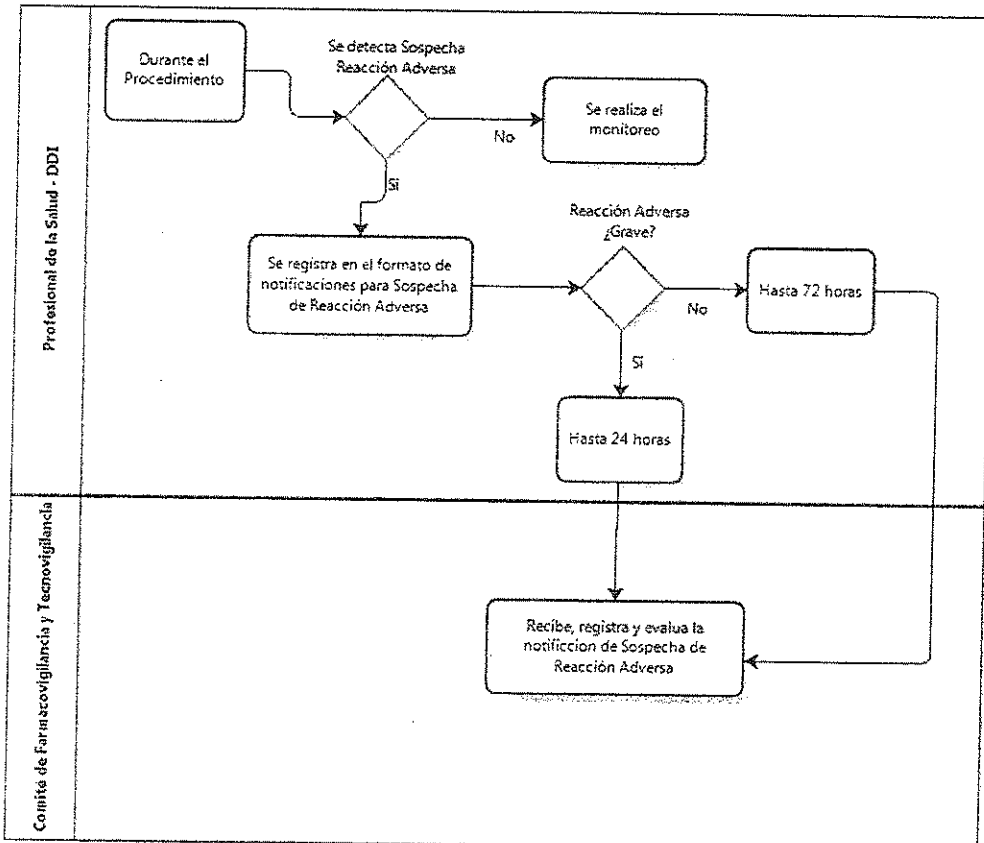 Profesional de la Salud - DDI
Durante el
Procedimiento
Se detecta Sospecha
Reacción Adversa
No
Se realiza el
monitoreo
Si
Se registra en el formato de
notificaciones para Sospecha
de Reacción Adversa
Reacción Adversa
¿Grave?
No
Hasta 72 horas
Si
Hasta 24 horas
Comité de Farmacovigilancia y Tecnovigilancia
Recibe, registra y evalua la
notificcion de Sospecha de
Reacción Adversa